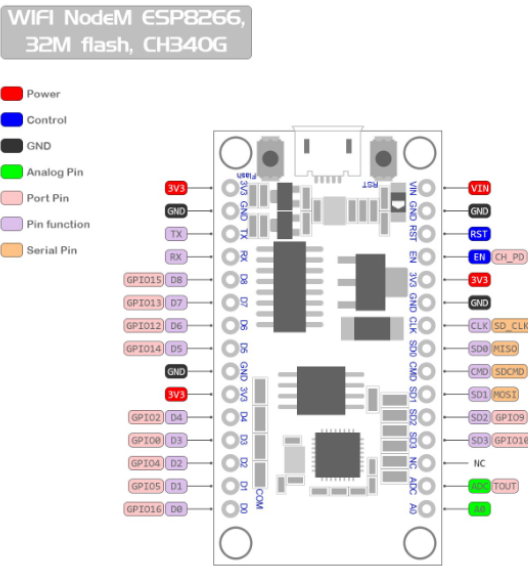 WIFI NodeM ESP8266,
32M flash, CH340G
Power
Control
GND
Analog Pin
Port Pin
Pin function
Serial Pin
Flash
RST
3V3 3V3 VIN VIN
GND GND GND GND
TX TX RST RST
RX RX EN EN CH_PD
GPIO15 D8 D8 3V3 3V3
GPIO13 D7 D7 GND GND
GPIO12 D6 D6 CLK CLK SD_CLK
GPIO14 D5 D5 SD0 SD0 MISO
GND GND CMD CMD SDCMD
3V3 3V3 SD1 SD1 MOSI
GPIO2 D4 D4 SD2 SD2 GPIO9
GPIO0 D3 D3 SD3 SD3 GPIO10
GPIO4 D2 D2 NC NC
GPIO5 D1 D1 ADC ADC TOUT
GPIO16 D0 D0 A0 A0
COM